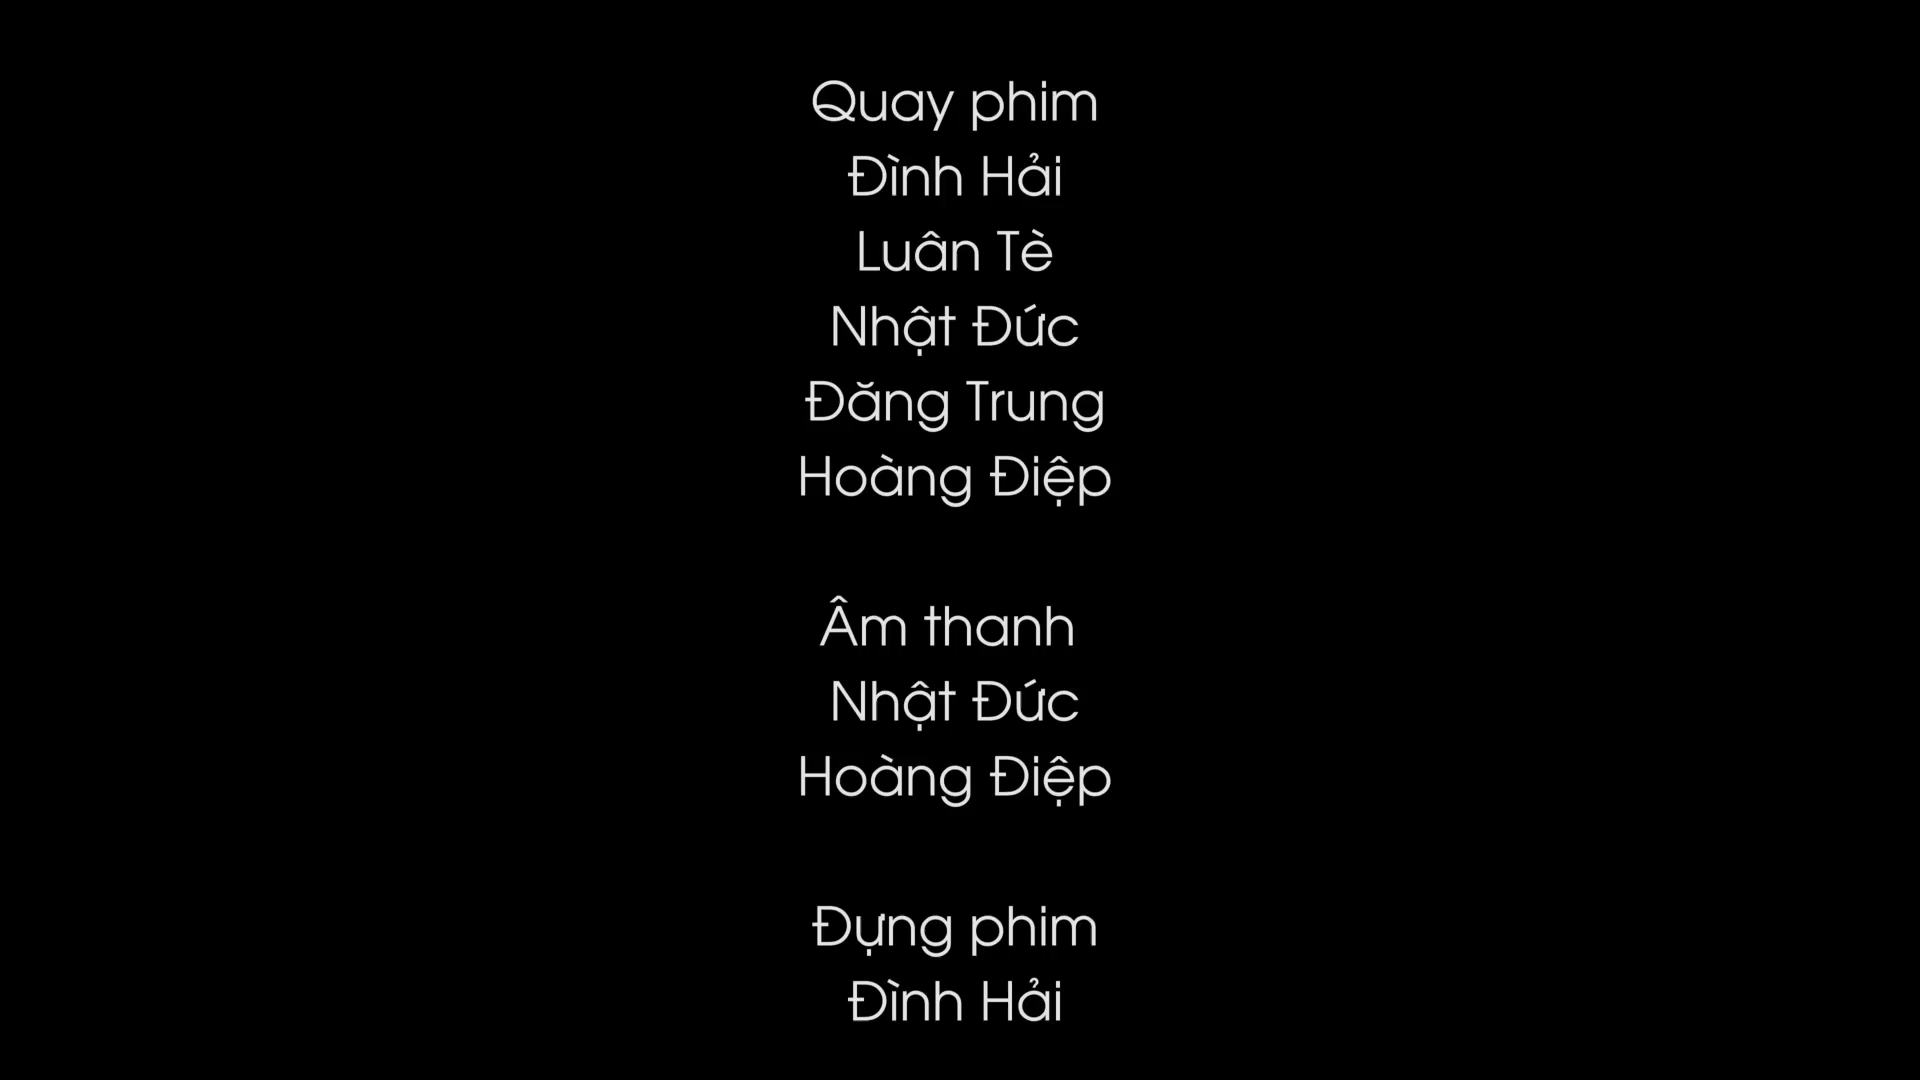 Quay phim
Đình Hải
Luân Tè
Nhật Đức
Đăng Trung
Hoàng Điệp
Âm thanh
Nhật Đức
Hoàng Điệp
Dựng phim
Đình Hải